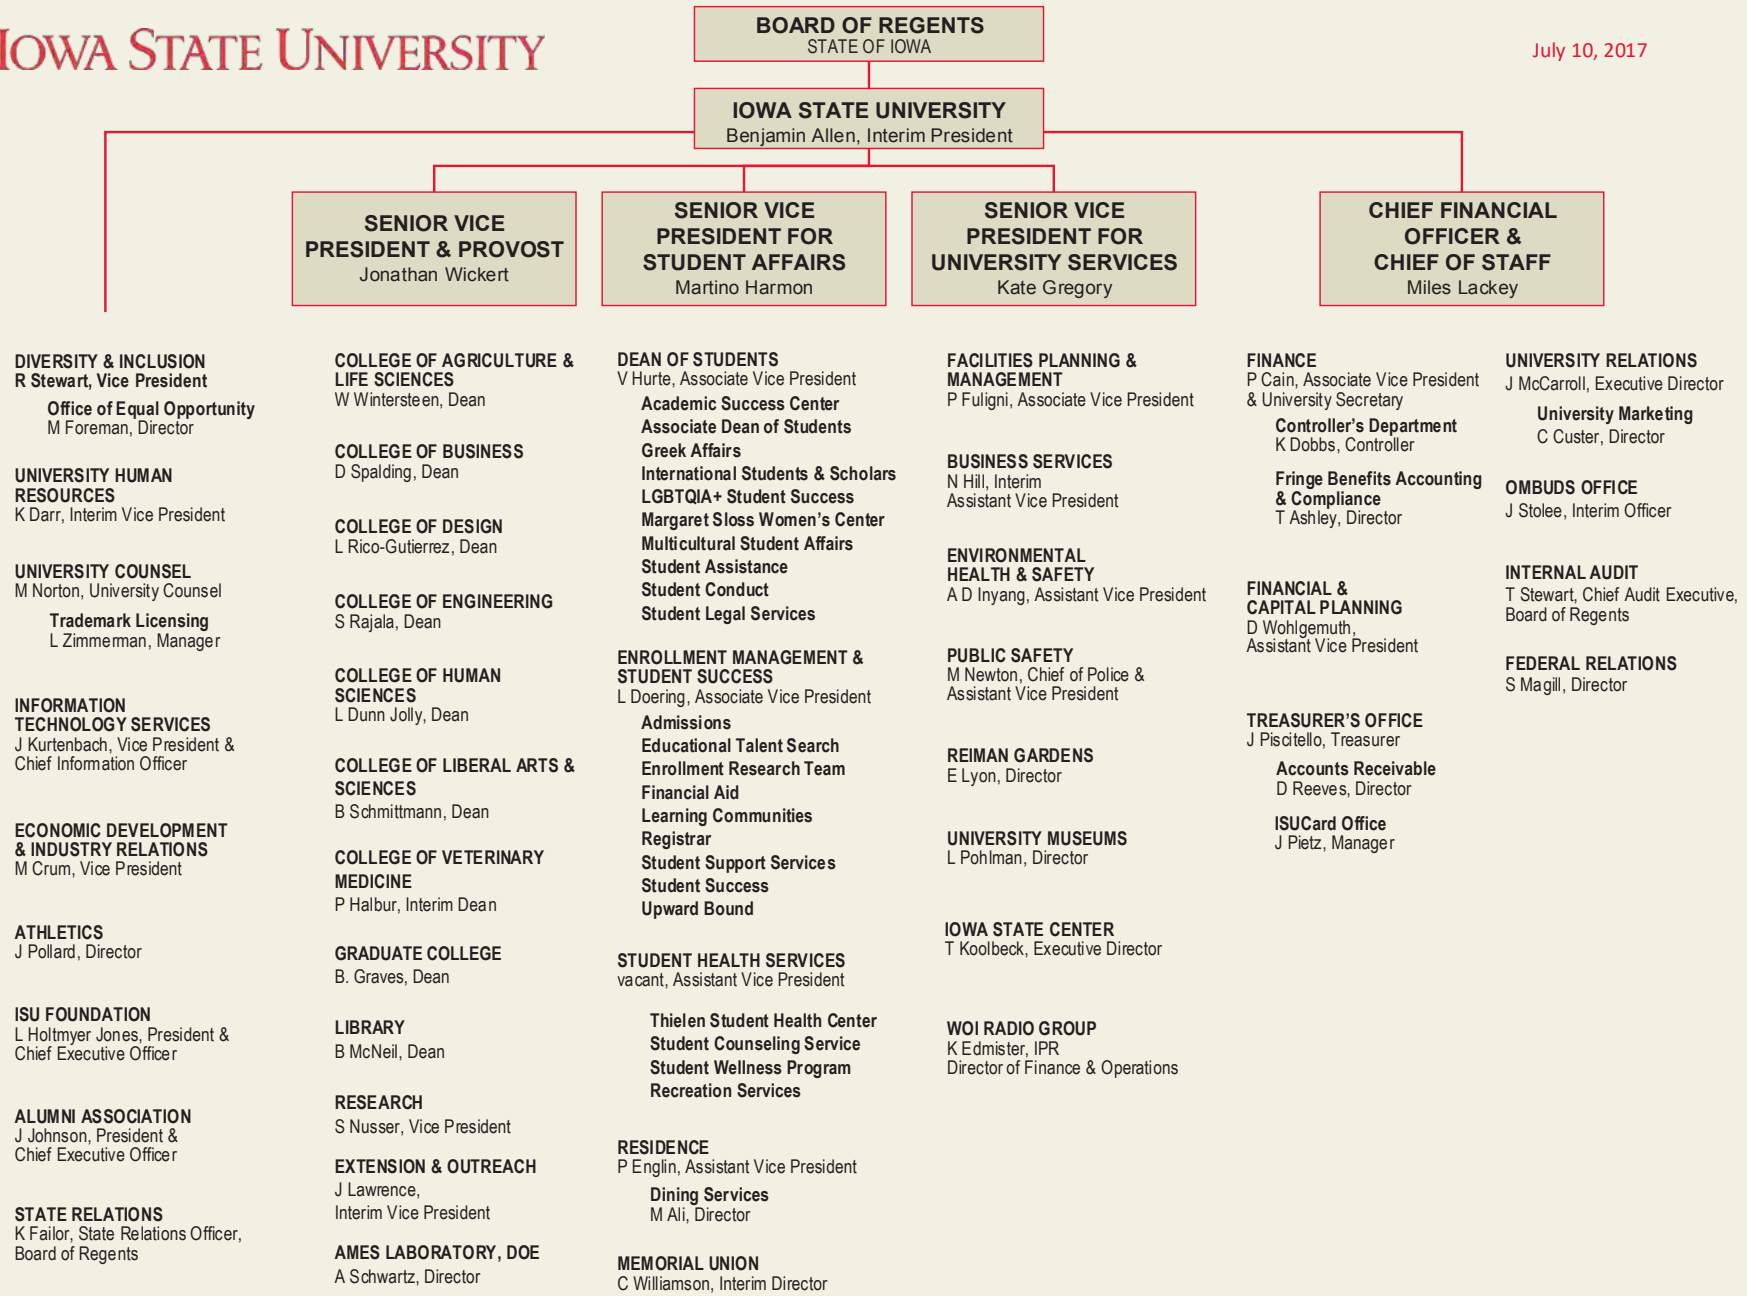 IOWA STATE UNIVERSITY
BOARD OF REGENTS
STATE OF IOWA
July 10, 2017
IOWA STATE UNIVERSITY
Benjamin Allen, Interim President
SENIOR VICE
PRESIDENT & PROVOST
Jonathan Wickert
SENIOR VICE
PRESIDENT FOR
STUDENT AFFAIRS
Martino Harmon
SENIOR VICE
PRESIDENT FOR
UNIVERSITY SERVICES
Kate Gregory
CHIEF FINANCIAL
OFFICER &
CHIEF OF STAFF
Miles Lackey
DIVERSITY & INCLUSION
R Stewart, Vice President
Office of Equal Opportunity
M Foreman, Director
UNIVERSITY HUMAN
RESOURCES
K Darr, Interim Vice President
UNIVERSITY COUNSEL
M Norton, University Counsel
Trademark Licensing
L Zimmerman, Manager
INFORMATION
TECHNOLOGY SERVICES
J Kurtenbach, Vice President &
Chief Information Officer
ECONOMIC DEVELOPMENT
& INDUSTRY RELATIONS
M Crum, Vice President
ATHLETICS
J Pollard, Director
ISU FOUNDATION
L Holtmyer Jones, President &
Chief Executive Officer
ALUMNI ASSOCIATION
J Johnson, President &
Chief Executive Officer
STATE RELATIONS
K Failor, State Relations Officer,
Board of Regents
COLLEGE OF AGRICULTURE &
LIFE SCIENCES
W Wintersteen, Dean
COLLEGE OF BUSINESS
D Spalding, Dean
COLLEGE OF DESIGN
L Rico-Gutierrez, Dean
COLLEGE OF ENGINEERING
S Rajala, Dean
COLLEGE OF HUMAN
SCIENCES
L Dunn Jolly, Dean
COLLEGE OF LIBERAL ARTS &
SCIENCES
B Schmittmann, Dean
COLLEGE OF VETERINARY
MEDICINE
P Halbur, Interim Dean
GRADUATE COLLEGE
B. Graves, Dean
LIBRARY
B McNeil, Dean
RESEARCH
S Nusser, Vice President
EXTENSION & OUTREACH
J Lawrence,
Interim Vice President
AMES LABORATORY, DOE
A Schwartz, Director
DEAN OF STUDENTS
V Hurte, Associate Vice President
Academic Success Center
Associate Dean of Students
Greek Affairs
International Students & Scholars
LGBTQIA+ Student Success
Margaret Sloss Women's Center
Multicultural Student Affairs
Student Assistance
Student Conduct
Student Legal Services
ENROLLMENT MANAGEMENT &
STUDENT SUCCESS
L Doering, Associate Vice President
Admissions
Educational Talent Search
Enrollment Research Team
Financial Aid
Learning Communities
Registrar
Student Support Services
Student Success
Upward Bound
STUDENT HEALTH SERVICES
vacant, Assistant Vice President
Thielen Student Health Center
Student Counseling Service
Student Wellness Program
Recreation Services
RESIDENCE
P Englin, Assistant Vice President
Dining Services
M Ali, Director
MEMORIAL UNION
C Williamson, Interim Director
FACILITIES PLANNING &
MANAGEMENT
P Fuligni, Associate Vice President
BUSINESS SERVICES
N Hill, Interim
Assistant Vice President
ENVIRONMENTAL
HEALTH & SAFETY
A D Inyang, Assistant Vice President
PUBLIC SAFETY
M Newton, Chief of Police &
Assistant Vice President
REIMAN GARDENS
E Lyon, Director
UNIVERSITY MUSEUMS
L Pohlman, Director
IOWA STATE CENTER
T Koolbeck, Executive Director
WOI RADIO GROUP
K Edmister, IPR
Director of Finance & Operations
FINANCE
P Cain, Associate Vice President
& University Secretary
Controller's Department
K Dobbs, Controller
Fringe Benefits Accounting
& Compliance
T Ashley, Director
FINANCIAL &
CAPITAL PLANNING
D Wohlgemuth,
Assistant Vice President
TREASURER'S OFFICE
J Piscitello, Treasurer
Accounts Receivable
D Reeves, Director
ISUCard Office
J Pietz, Manager
UNIVERSITY RELATIONS
J McCarroll, Executive Director
University Marketing
C Custer, Director
OMBUDS OFFICE
J Stolee, Interim Officer
INTERNAL AUDIT
T Stewart, Chief Audit Executive,
Board of Regents
FEDERAL RELATIONS
S Magill, Director